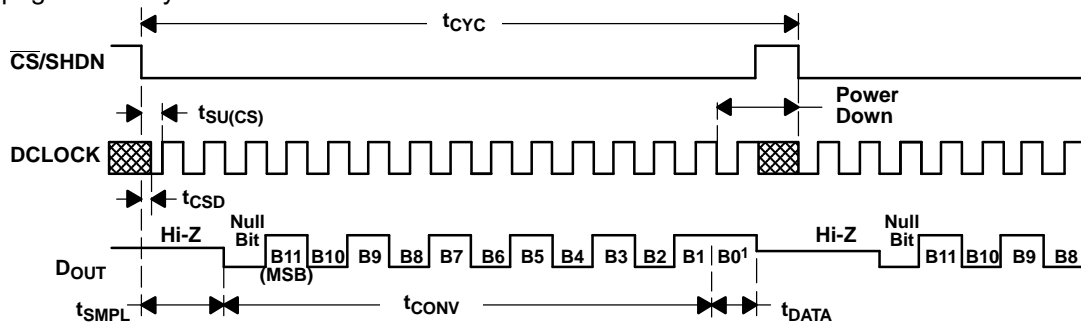 tCYC
CS/SHDN
tSU(CS)
Power
Down
DCLOCK
tCSD
Hi-Z
Null
Bit
B11
(MSB)
B10 B9 B8 B7 B6 B5 B4 B3 B2 B1 B0¹
Hi-Z
Null
Bit
B11 B10 B9 B8
DOUT
tSMPL
tCONV
tDATA